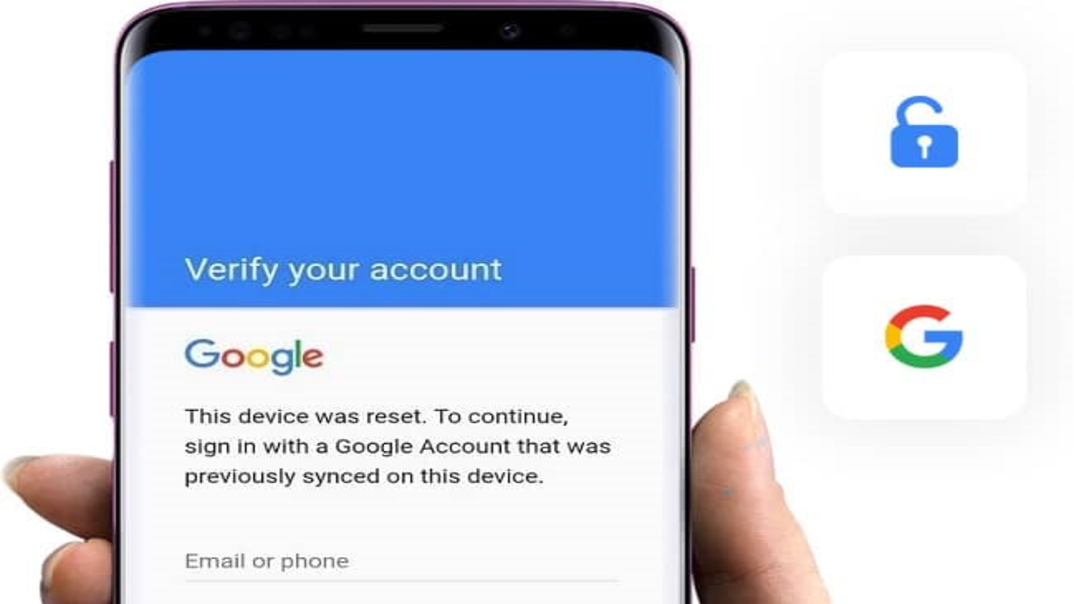 Verify your account
Google
This device was reset. To continue,
sign in with a Google Account that was
previously synced on this device.
Email or phone
G